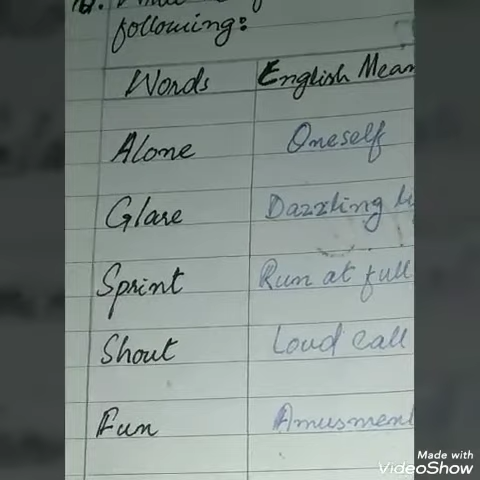 following:
Words English Mean
Alone Oneself
Glare Dazzling
Sprint Run at full
Shout Loud call
Fun Amusment
Made with
VideoShow